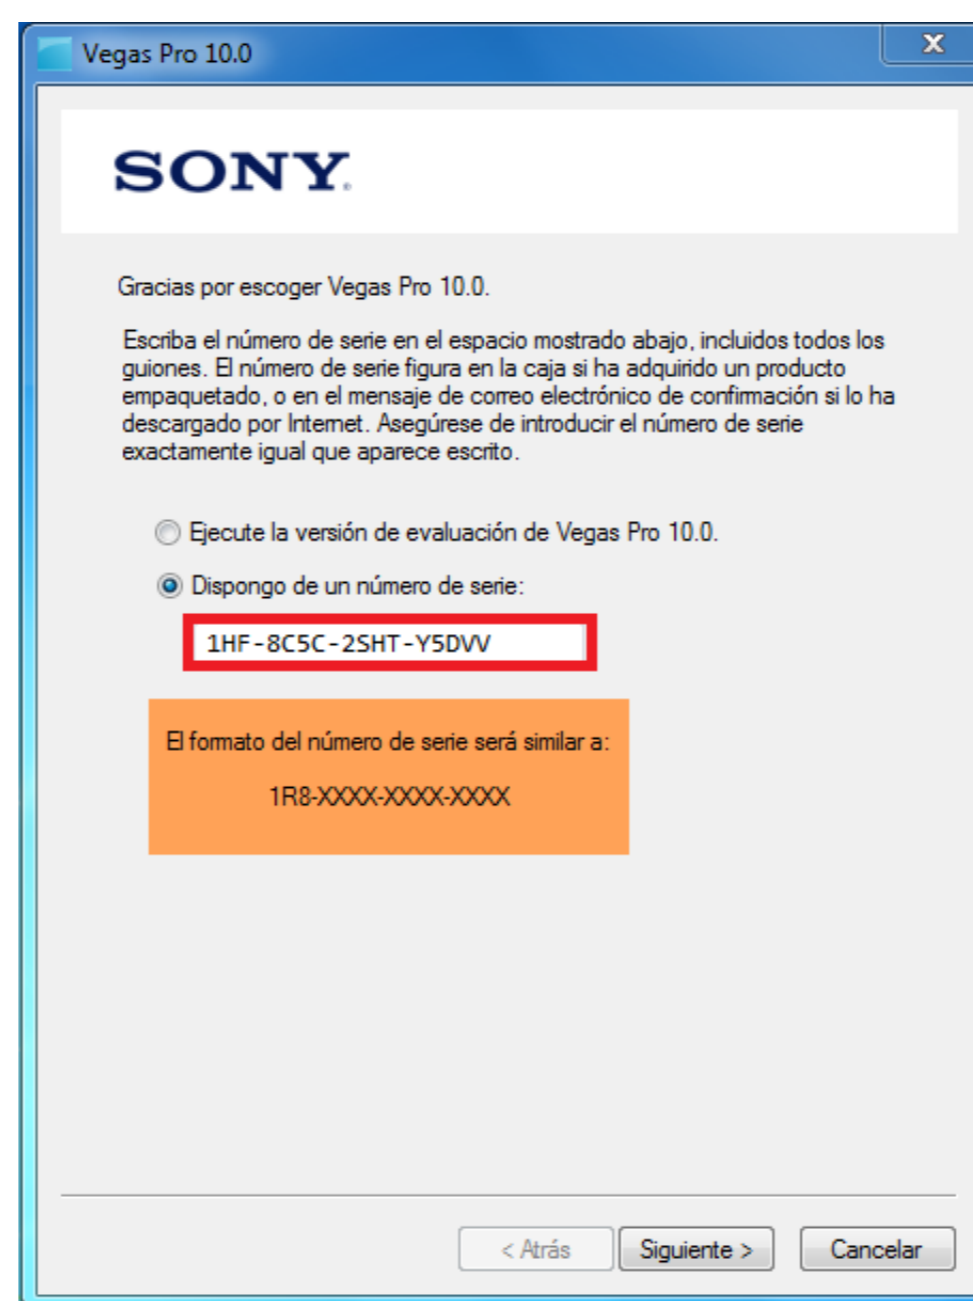 Vegas Pro 10.0
SONY
Gracias por escoger Vegas Pro 10.0.
Escriba el número de serie en el espacio mostrado abajo, incluidos todos los
guiones. El número de serie figura en la caja si ha adquirido un producto
empaquetado, o en el mensaje de correo electrónico de confirmación si lo ha
descargado por Internet. Asegúrese de introducir el número de serie
exactamente igual que aparece escrito.
Ejecute la versión de evaluación de Vegas Pro 10.0.
Dispongo de un número de serie:
1HF-8C5C-2SHT-Y5DVV
El formato del número de serie será similar a:
1R8-XXXX-XXXX-XXXX
< Atrás
Siguiente >
Cancelar